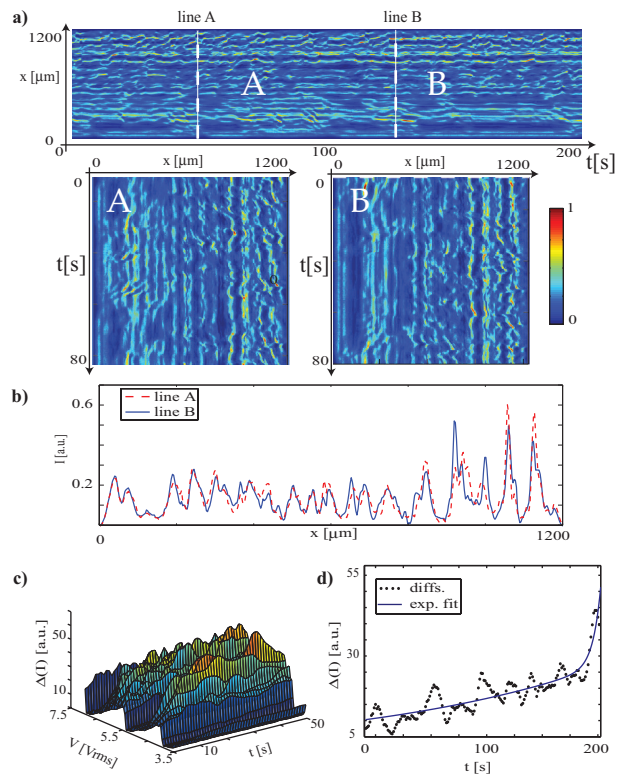 a)
line A
line B
1200
x [μm]
0
A
B
0
100
200
t[s]
0
x [μm]
1200
0
x [μm]
1200
0
A
t[s]
80
0
B
t[s]
80
1
0
b)
line A
line B
0.6
I [a.u.]
0.2
0
x [μm]
1200
c)
Δ(I) [a.u.]
50
10
7.5
V [Vrms]
5.5
3.5
10
t [s]
50
d)
diffs.
exp. fit
55
Δ(I) [a.u.]
30
5
0
100
200
t [s]